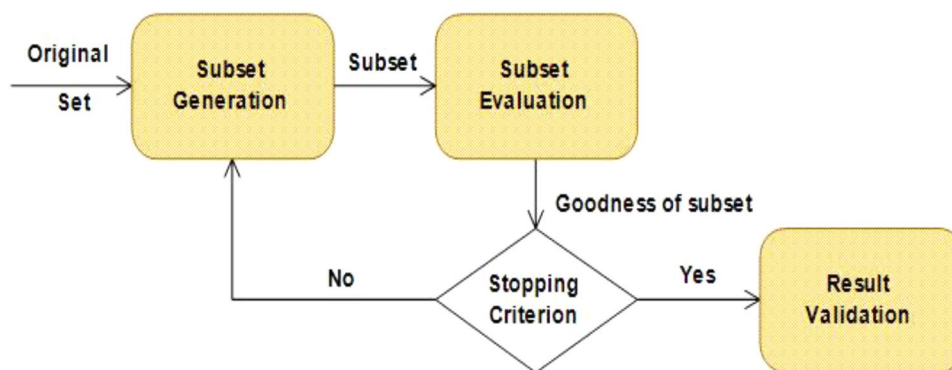 Original
Set
Subset
Generation
Subset
Subset
Evaluation
Goodness of subset
No
Stopping
Criterion
Yes
Result
Validation